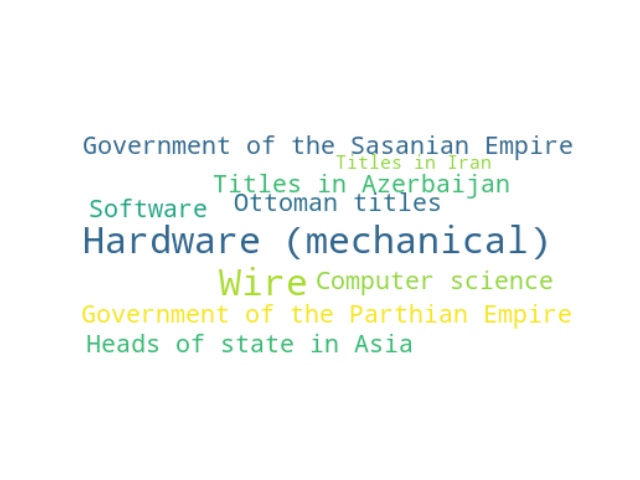 Government of the Sasanian Empire
Titles in Iran
Titles in Azerbaijan
Ottoman titles
Software
Hardware (mechanical)
Wire
Computer science
Government of the Parthian Empire
Heads of state in Asia